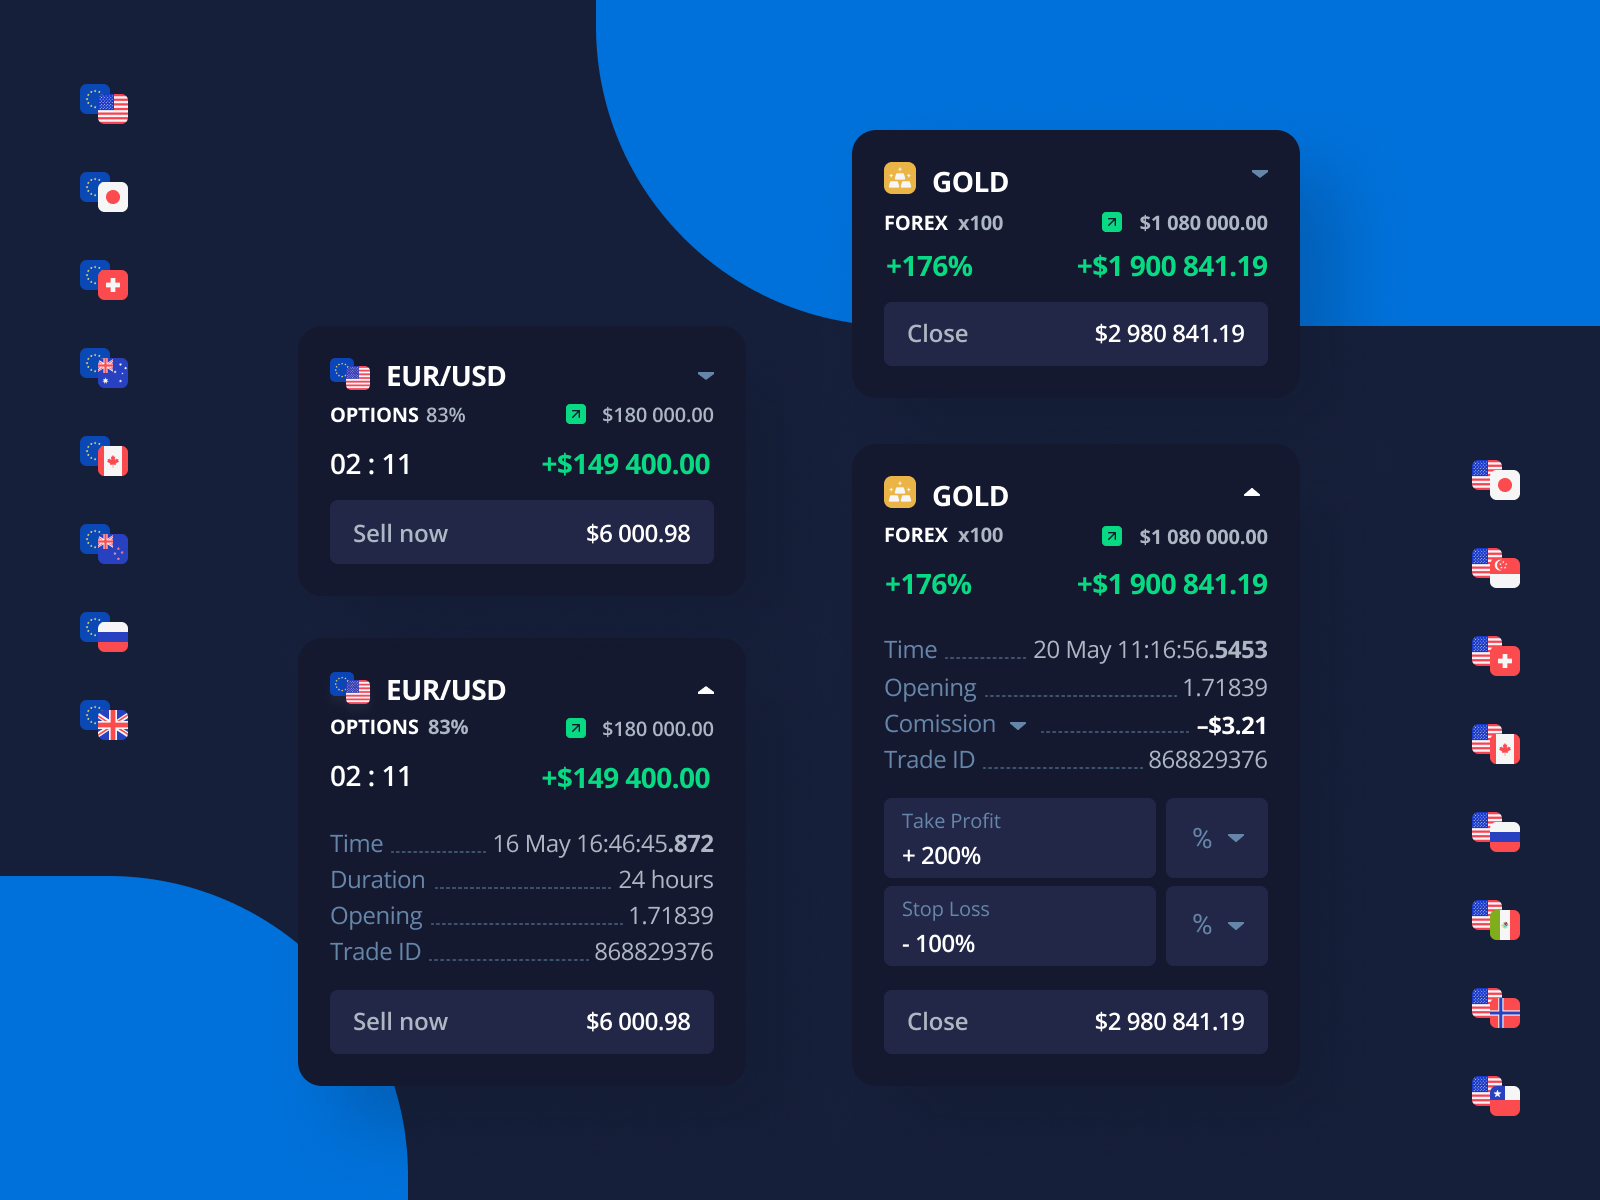 EUR/USD
OPTIONS 83% $180 000.00
02 : 11 +$149 400.00
Sell now $6 000.98
EUR/USD
OPTIONS 83% $180 000.00
02 : 11 +$149 400.00
Time 16 May 16:46:45.872
Duration 24 hours
Opening 1.71839
Trade ID 868829376
Sell now $6 000.98
GOLD
FOREX x100 $1 080 000.00
+176% +$1 900 841.19
Close $2 980 841.19
GOLD
FOREX x100 $1 080 000.00
+176% +$1 900 841.19
Time 20 May 11:16:56.5453
Opening 1.71839
Comission –$3.21
Trade ID 868829376
Take Profit
+ 200% %
Stop Loss
- 100% %
Close $2 980 841.19